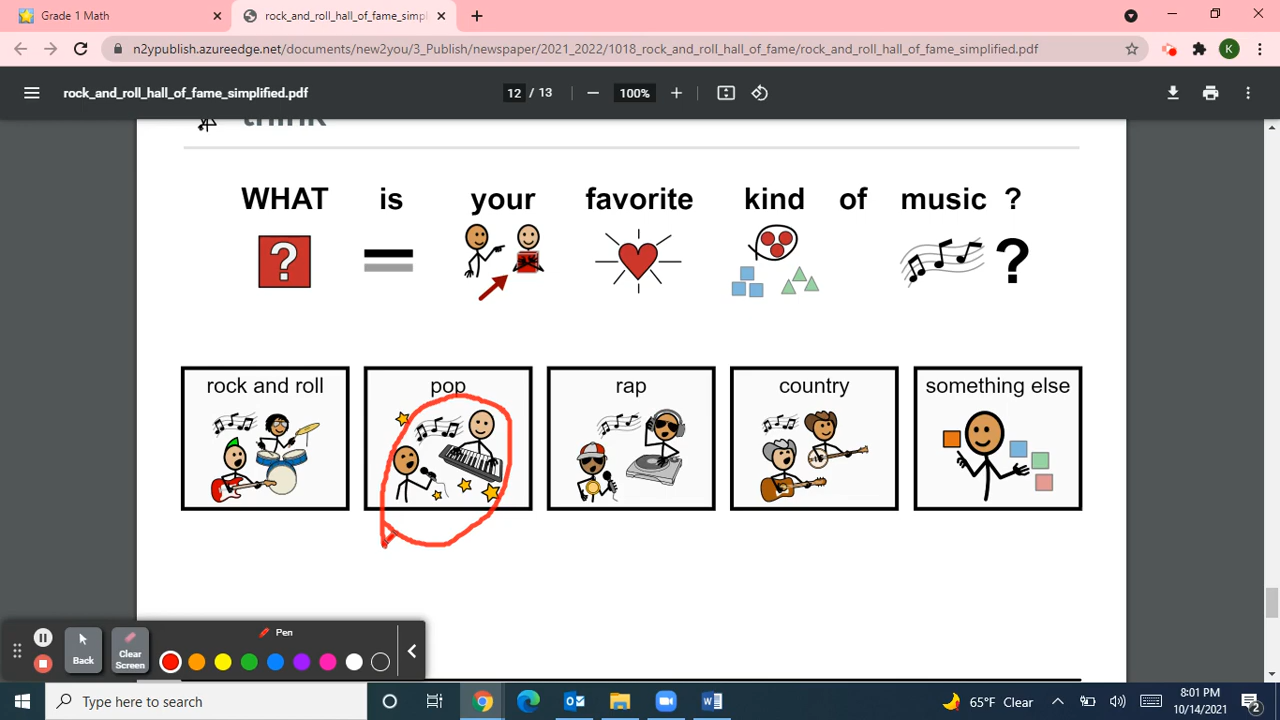 Grade 1 Math
rock_and_roll_hall_of_fame_simpl
n2ypublish.azureedge.net/documents/new2you/3_Publish/newspaper/2021_2022/1018_rock_and_roll_hall_of_fame/rock_and_roll_hall_of_fame_simplified.pdf
K
rock_and_roll_hall_of_fame_simplified.pdf
12 / 13
100%
think
WHAT is your favorite kind of music ?
?
?
rock and roll
pop
rap
country
something else
Pen
Back
Clear
Screen
Type here to search
65°F Clear
8:01 PM
10/14/2021
2